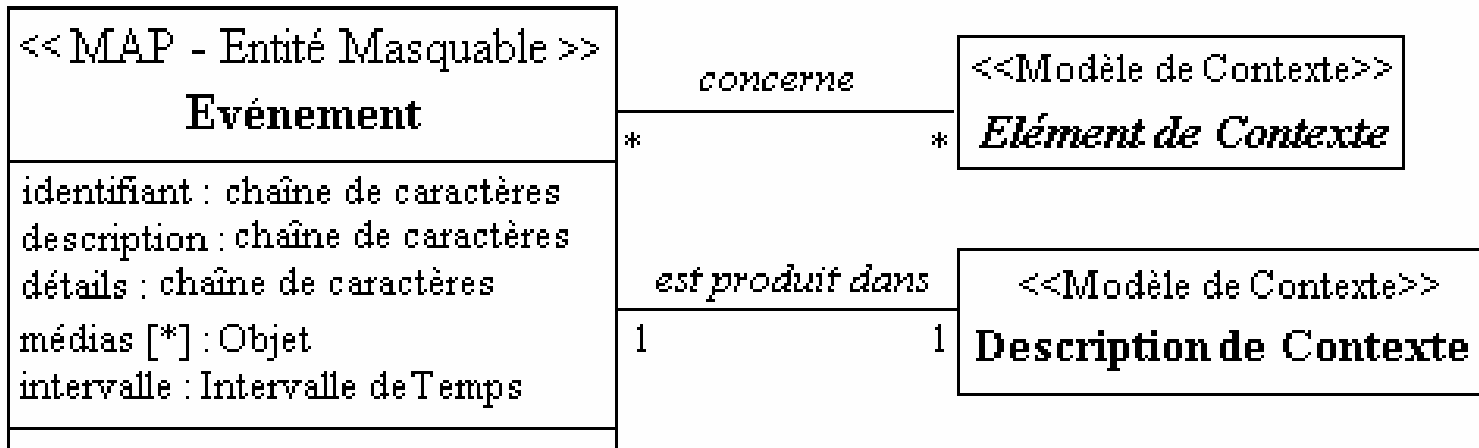 << MAP - Entité Masquable >>
Evénement
identifiant : chaîne de caractères
description : chaîne de caractères
détails : chaîne de caractères
médias [*] : Objet
intervalle : Intervalle de Temps
concerne
* *
<<Modèle de Contexte>>
Elément de Contexte
est produit dans
1 1
<<Modèle de Contexte>>
Description de Contexte